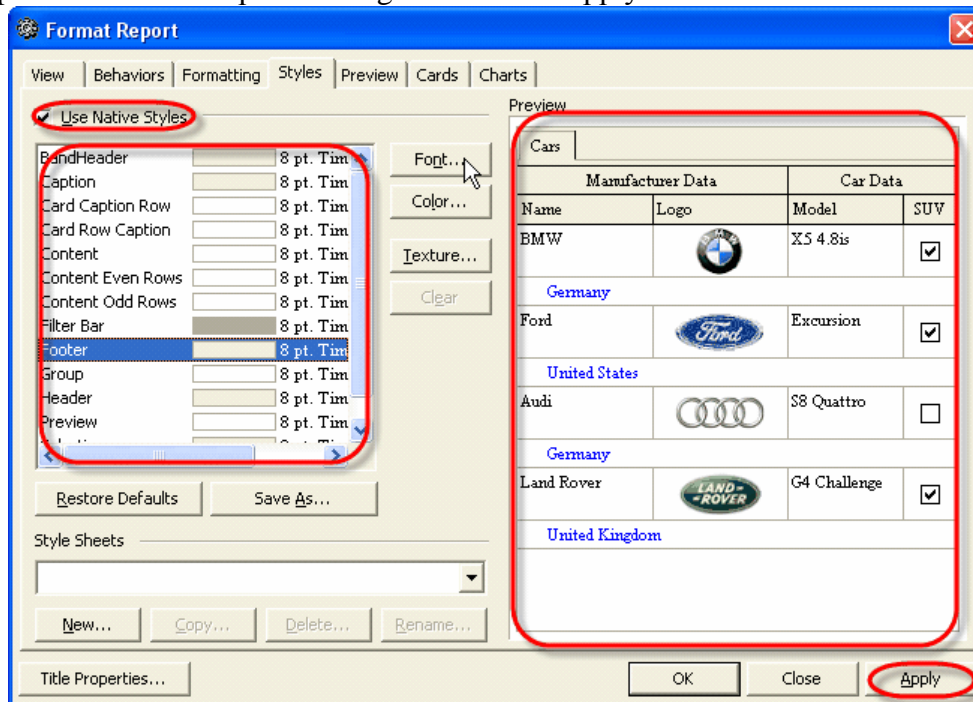 Format Report
View Behaviors Formatting Styles Preview Cards Charts
Use Native Styles
BandHeader 8 pt. Tim
Caption 8 pt. Tim
Card Caption Row 8 pt. Tim
Card Row Caption 8 pt. Tim
Content 8 pt. Tim
Content Even Rows 8 pt. Tim
Content Odd Rows 8 pt. Tim
Filter Bar 8 pt. Tim
Footer 8 pt. Tim
Group 8 pt. Tim
Header 8 pt. Tim
Preview 8 pt. Tim
Font...
Color...
Texture...
Clear
Restore Defaults Save As...
Style Sheets
New... Copy... Delete... Rename...
Preview
Cars
Manufacturer Data Car Data
Name Logo Model SUV
BMW X5 4.8is
Germany
Ford Ford Excursion
United States
Audi S8 Quattro
Germany
Land Rover LAND-ROVER G4 Challenge
United Kingdom
Title Properties... OK Close Apply